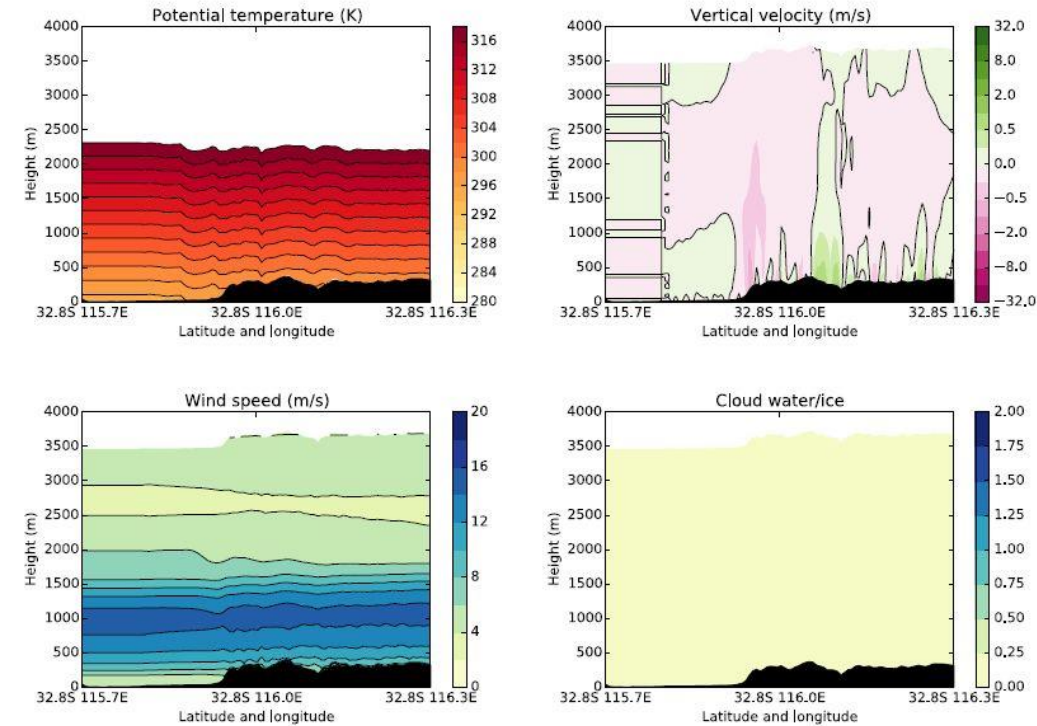 Potential temperature (K)
4000
3500
3000
2500
2000
1500
1000
500
0
Height (m)
32.8S 115.7E
32.8S 116.0E
32.8S 116.3E
Latitude and longitude
316
312
308
304
300
296
292
288
284
280
Vertical velocity (m/s)
4000
3500
3000
2500
2000
1500
1000
500
0
Height (m)
32.8S 115.7E
32.8S 116.0E
32.8S 116.3E
Latitude and longitude
32.0
8.0
2.0
0.5
0.0
−0.5
−2.0
−8.0
−32.0
Wind speed (m/s)
4000
3500
3000
2500
2000
1500
1000
500
0
Height (m)
32.8S 115.7E
32.8S 116.0E
32.8S 116.3E
Latitude and longitude
20
16
12
8
4
0
Cloud water/ice
4000
3500
3000
2500
2000
1500
1000
500
0
Height (m)
32.8S 115.7E
32.8S 116.0E
32.8S 116.3E
Latitude and longitude
2.00
1.75
1.50
1.25
1.00
0.75
0.50
0.25
0.00